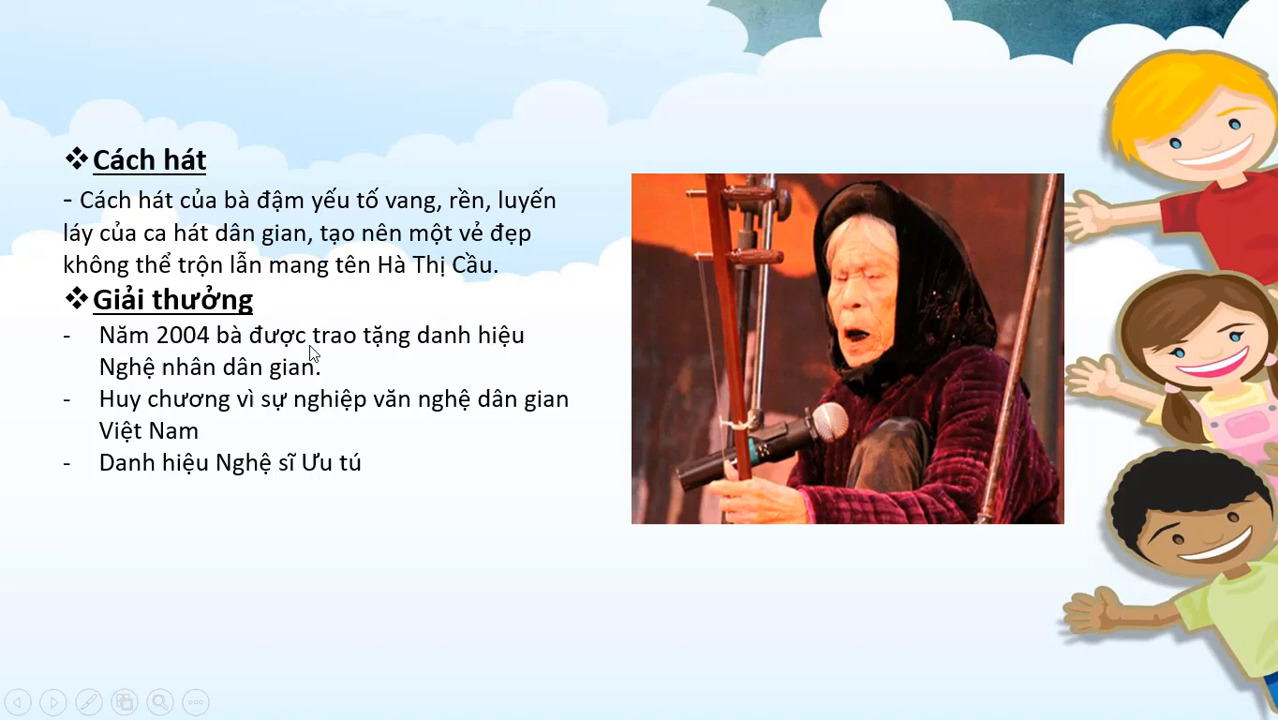 ❖Cách hát
- Cách hát của bà đậm yếu tố vang, rền, luyến
láy của ca hát dân gian, tạo nên một vẻ đẹp
không thể trộn lẫn mang tên Hà Thị Cầu.
❖Giải thưởng
- Năm 2004 bà được trao tặng danh hiệu
Nghệ nhân dân gian.
- Huy chương vì sự nghiệp văn nghệ dân gian
Việt Nam
- Danh hiệu Nghệ sĩ Ưu tú